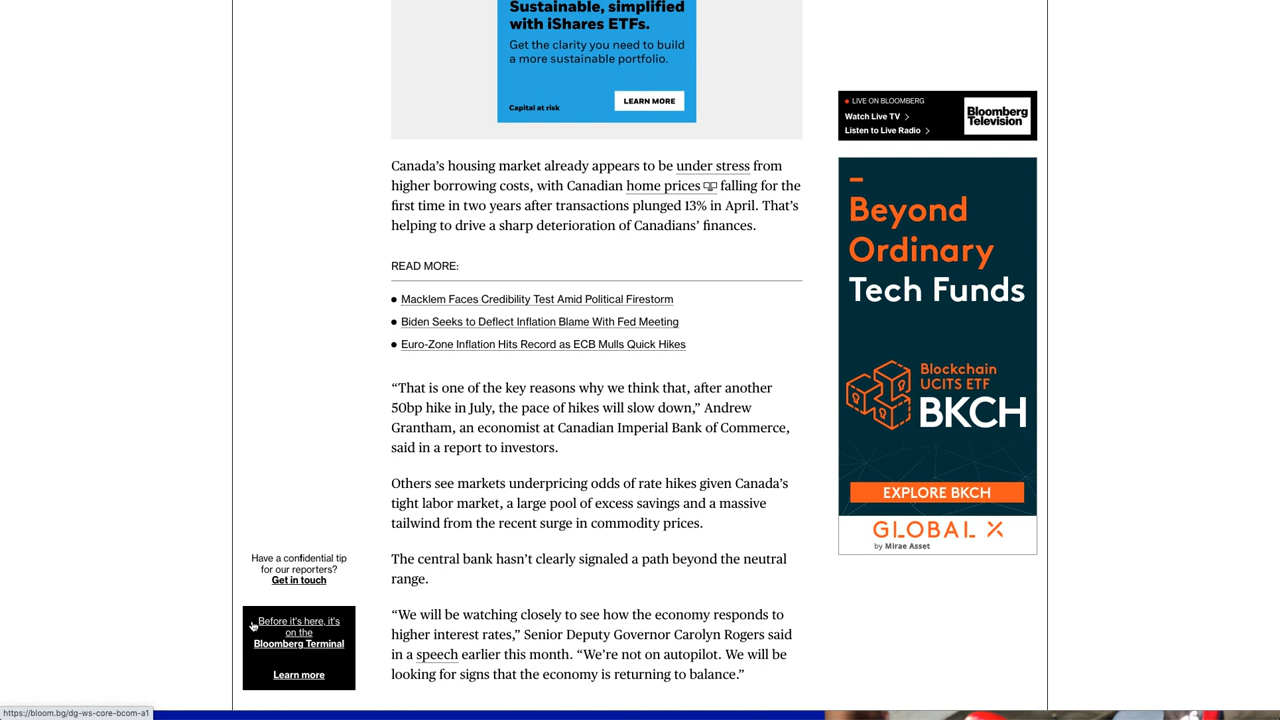 Sustainable, simplified
with iShares ETFs.
Get the clarity you need to build
a more sustainable portfolio.
Capital at risk
LEARN MORE
Canada’s housing market already appears to be under stress from
higher borrowing costs, with Canadian home prices falling for the
first time in two years after transactions plunged 13% in April. That’s
helping to drive a sharp deterioration of Canadians’ finances.
READ MORE:
• Macklem Faces Credibility Test Amid Political Firestorm
• Biden Seeks to Deflect Inflation Blame With Fed Meeting
• Euro-Zone Inflation Hits Record as ECB Mulls Quick Hikes
“That is one of the key reasons why we think that, after another
50bp hike in July, the pace of hikes will slow down,” Andrew
Grantham, an economist at Canadian Imperial Bank of Commerce,
said in a report to investors.
Others see markets underpricing odds of rate hikes given Canada’s
tight labor market, a large pool of excess savings and a massive
tailwind from the recent surge in commodity prices.
The central bank hasn’t clearly signaled a path beyond the neutral
range.
“We will be watching closely to see how the economy responds to
higher interest rates,” Senior Deputy Governor Carolyn Rogers said
in a speech earlier this month. “We’re not on autopilot. We will be
looking for signs that the economy is returning to balance.”
Have a confidential tip
for our reporters?
Get in touch
Before it's here, it's
on the
Bloomberg Terminal
Learn more
LIVE ON BLOOMBERG
Watch Live TV
Listen to Live Radio
Bloomberg
Television
Beyond
Ordinary
Tech Funds
Blockchain
UCITS ETF
BKCH
EXPLORE BKCH
GLOBAL X
by Mirae Asset
https://bloom.bg/dg-ws-core-bcom-a1